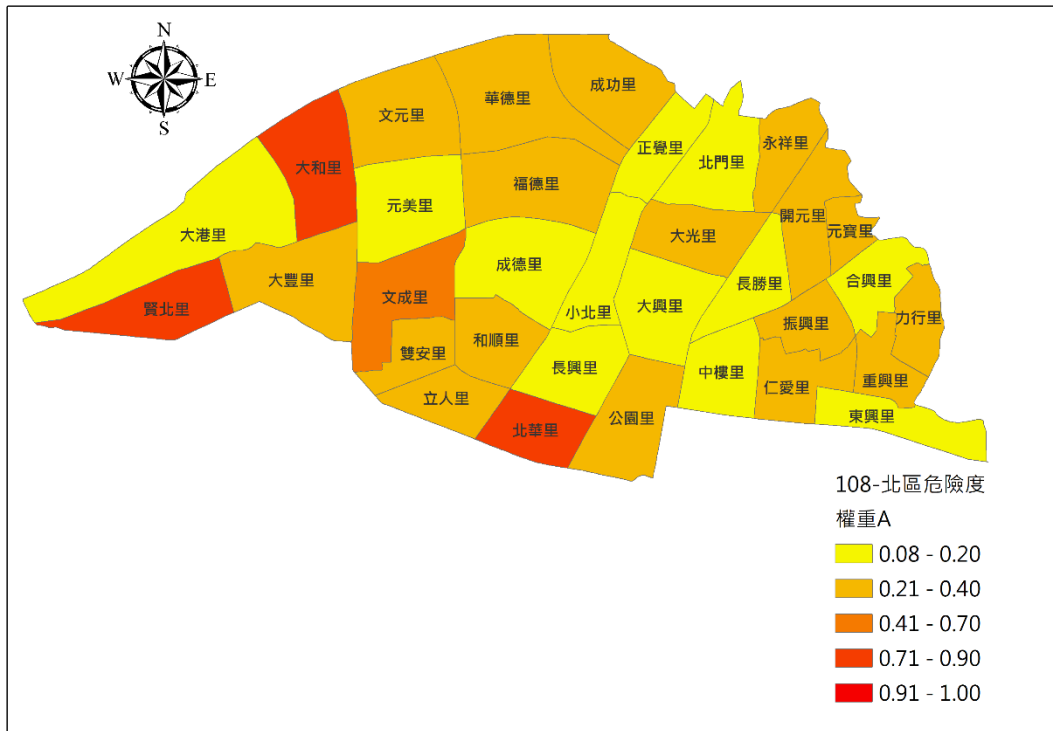 N
W E
S
成功里
華德里
文元里
永祥里
正覺里
北門里
大和里
福德里
元美里
開元里
元寶里
大港里
大光里
成德里
長勝里
合興里
大豐里
文成里
賢北里
小北里
大興里
振興里
力行里
和順里
雙安里
長興里
中樓里
重興里
仁愛里
立人里
公園里
東興里
北華里
108-北區危險度
權重A
0.08 - 0.20
0.21 - 0.40
0.41 - 0.70
0.71 - 0.90
0.91 - 1.00